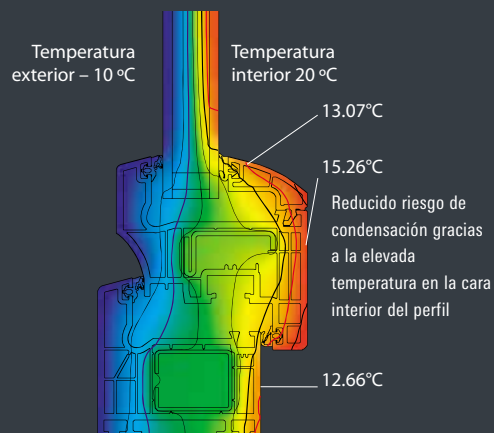 Temperatura
exterior – 10 ºC
Temperatura
interior 20 ºC
13.07°C
15.26°C
Reducido riesgo de
condensación gracias
a la elevada
temperatura en la cara
interior del perfil
12.66°C